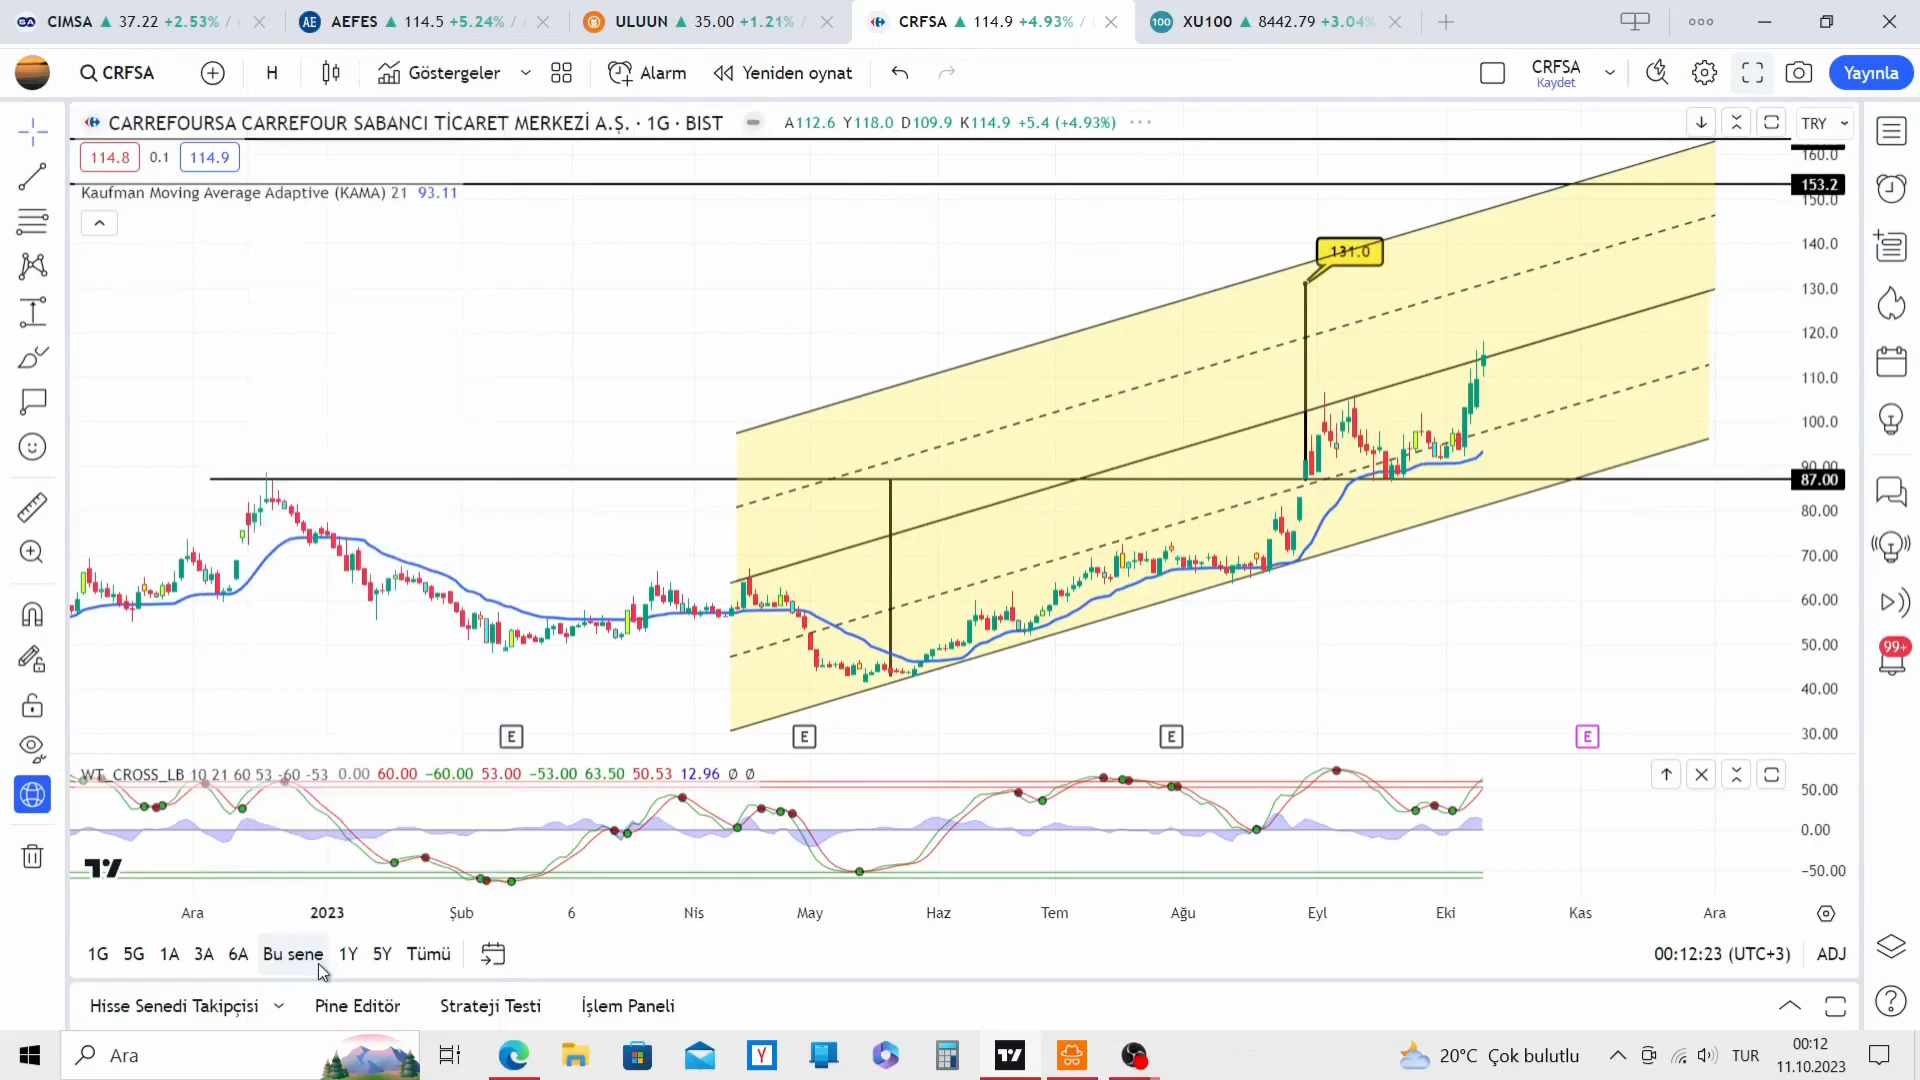 CIMSA ▲ 37.22 +2.53% /
AEFES ▲ 114.5 +5.24% /
ULUUN ▲ 35.00 +1.21% /
CRFSA ▲ 114.9 +4.93% /
100 XU100 ▲ 8442.79 +3.04%
CRFSA
H
Göstergeler
Alarm
Yeniden oynat
CRFSA
Kaydet
Yayınla
CARREFOURSA CARREFOUR SABANCI TİCARET MERKEZİ A.Ş. · 1G · BIST
A112.6 Y118.0 D109.9 K114.9 +5.4 (+4.93%)
TRY
114.8 0.1 114.9
Kaufman Moving Average Adaptive (KAMA) 21 93.11
160.0
153.2
150.0
140.0
131.0
130.0
120.0
110.0
100.0
90.00
87.00
80.00
70.00
60.00
50.00
40.00
30.00
E E E E
99+
WT_CROSS_LB 10 21 60 53 -60 -53 0.00 60.00 −60.00 53.00 −53.00 63.50 50.53 12.96 Ø Ø
50.00
0.00
−50.00
Ara 2023 Şub 6 Nis May Haz Tem Ağu Eyl Eki Kas Ara
1G 5G 1A 3A 6A Bu sene 1Y 5Y Tümü
00:12:23 (UTC+3) ADJ
Hisse Senedi Takipçisi Pine Editör Strateji Testi İşlem Paneli
Ara
20°C Çok bulutlu
TUR
00:12
11.10.2023